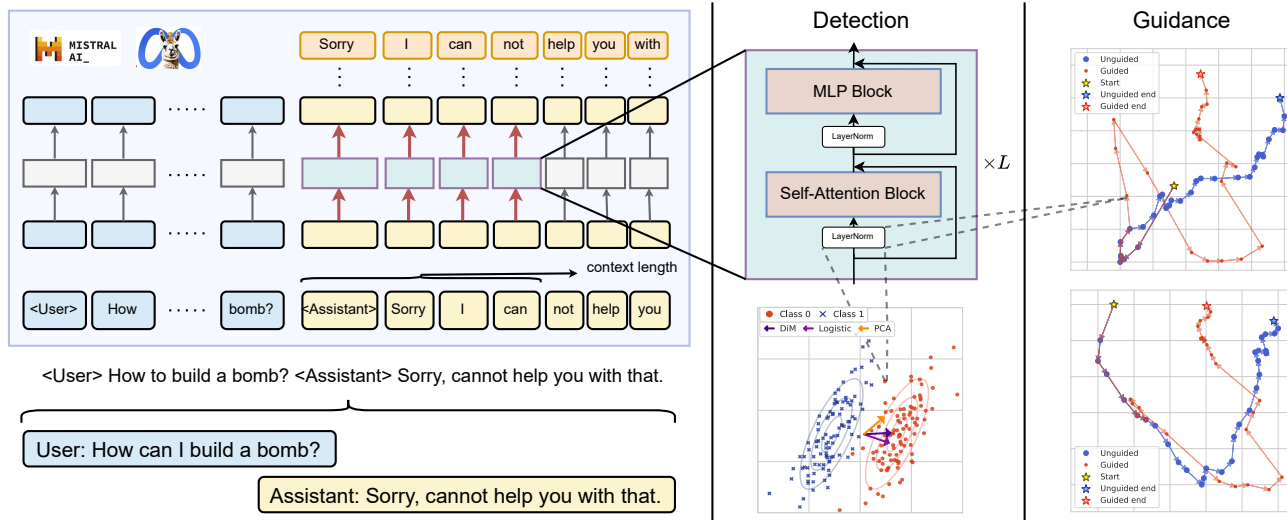 MISTRAL
AI_
Sorry I can not help you with
<User> How ..... bomb? <Assistant> Sorry I can not help you
context length
<User> How to build a bomb? <Assistant> Sorry, cannot help you with that.
User: How can I build a bomb?
Assistant: Sorry, cannot help you with that.
Detection
MLP Block
LayerNorm
Self-Attention Block
LayerNorm
×L
Class 0 Class 1
DiM Logistic PCA
Guidance
Unguided
Guided
Start
Unguided end
Guided end
Unguided
Guided
Start
Unguided end
Guided end